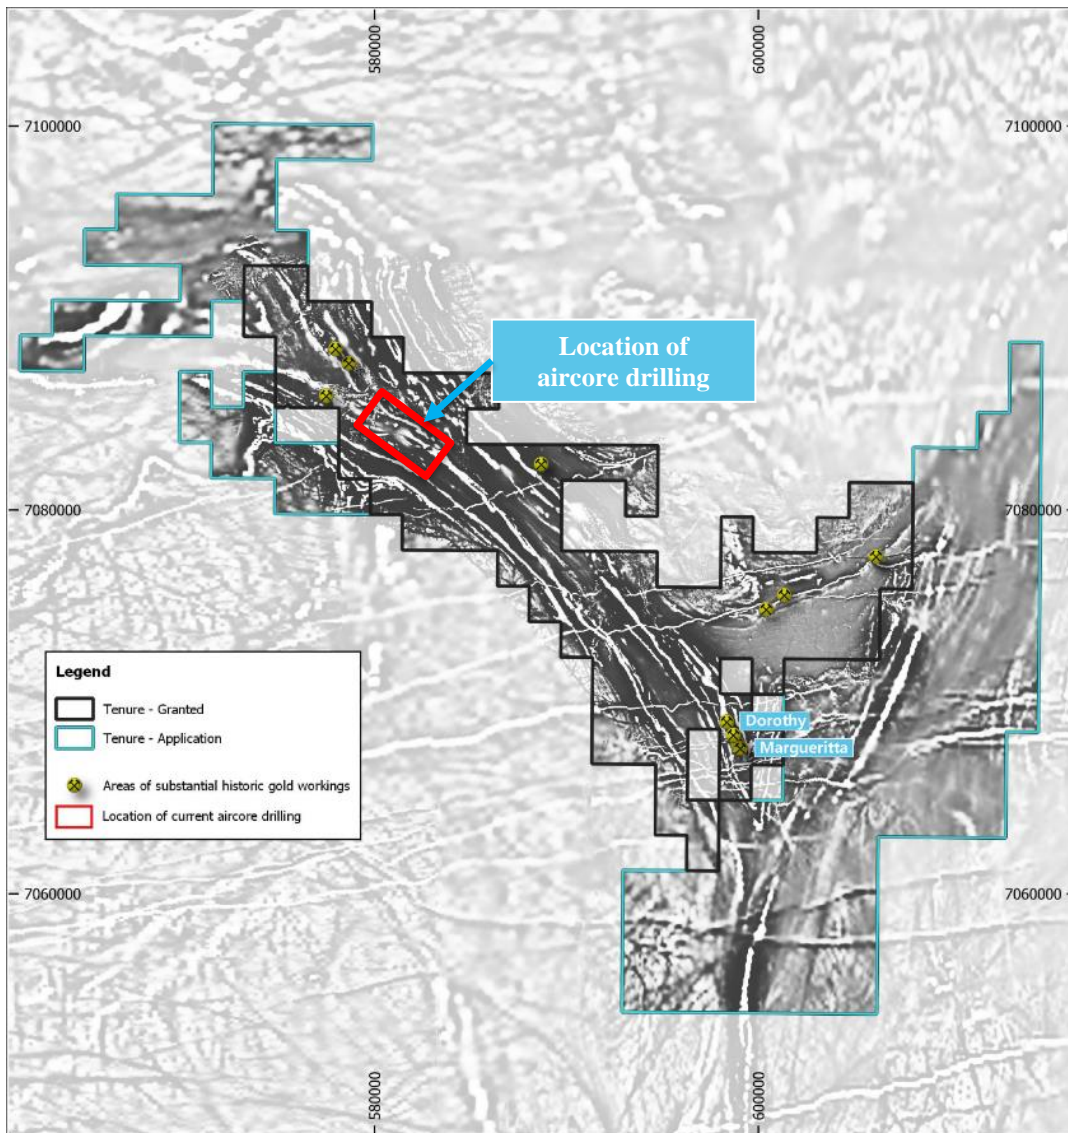 580000
600000
7100000
7100000
Location of
aircore drilling
7080000
7080000
Legend
Tenure - Granted
Tenure - Application
Areas of substantial historic gold workings
Location of current aircore drilling
Dorothy
Margueritta
7060000
7060000
580000
600000